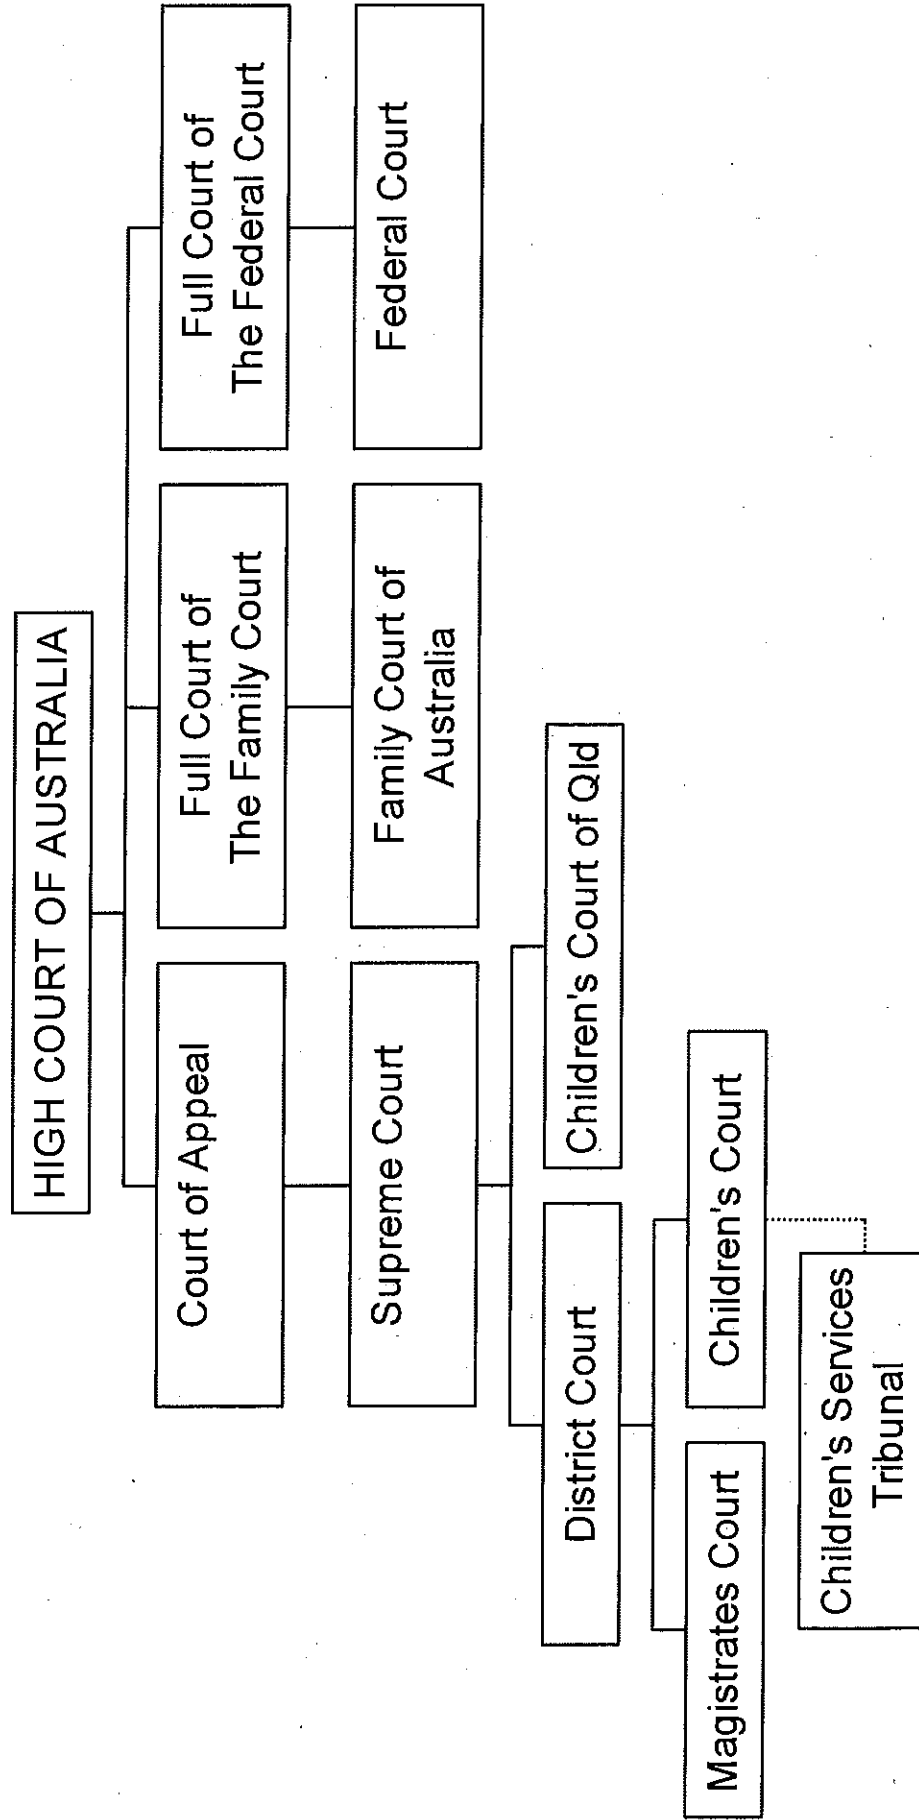 HIGH COURT OF AUSTRALIA
Court of Appeal
Full Court of
The Family Court
Full Court of
The Federal Court
Supreme Court
Family Court of
Australia
Federal Court
District Court
Children's Court of Qld
Magistrates Court
Children's Court
Children's Services
Tribunal